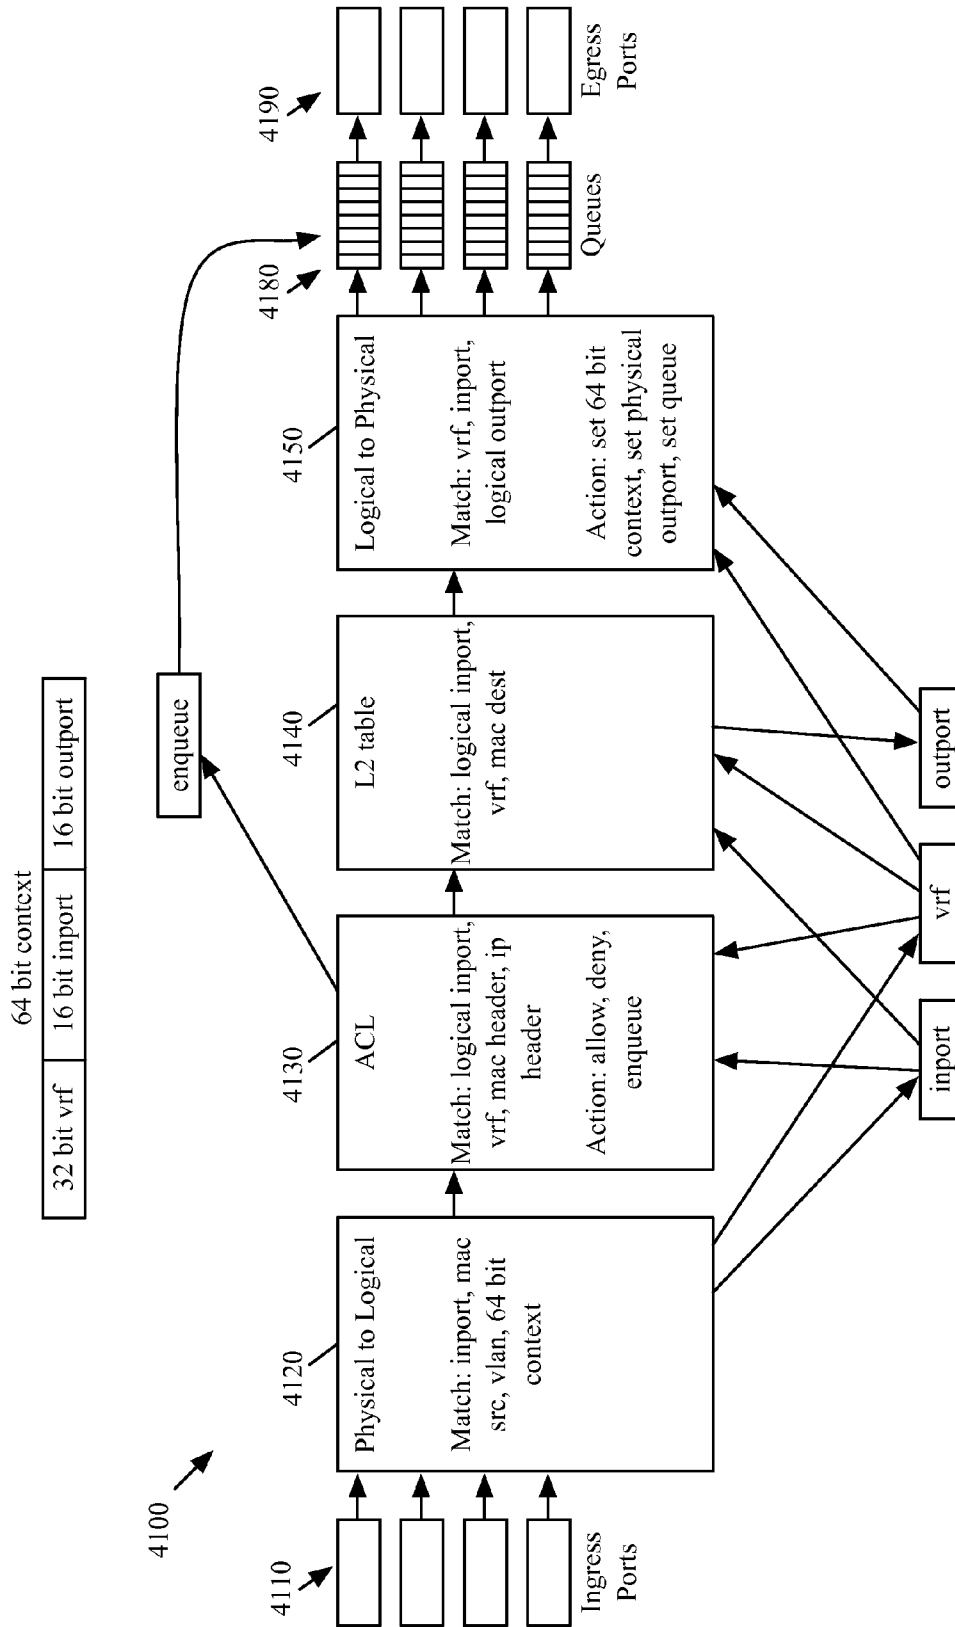 64 bit context
32 bit vrf
16 bit inport
16 bit outport
enqueue
4100
4110
Ingress
Ports
4120
Physical to Logical
Match: inport, mac
src, vlan, 64 bit
context
4130
ACL
Match: logical inport,
vrf, mac header, ip
header
Action: allow, deny,
enqueue
4140
L2 table
Match: logical inport,
vrf, mac dest
4150
Logical to Physical
Match: vrf, inport,
logical outport
Action: set 64 bit
context, set physical
outport, set queue
4180
Queues
4190
Egress
Ports
inport
vrf
outport